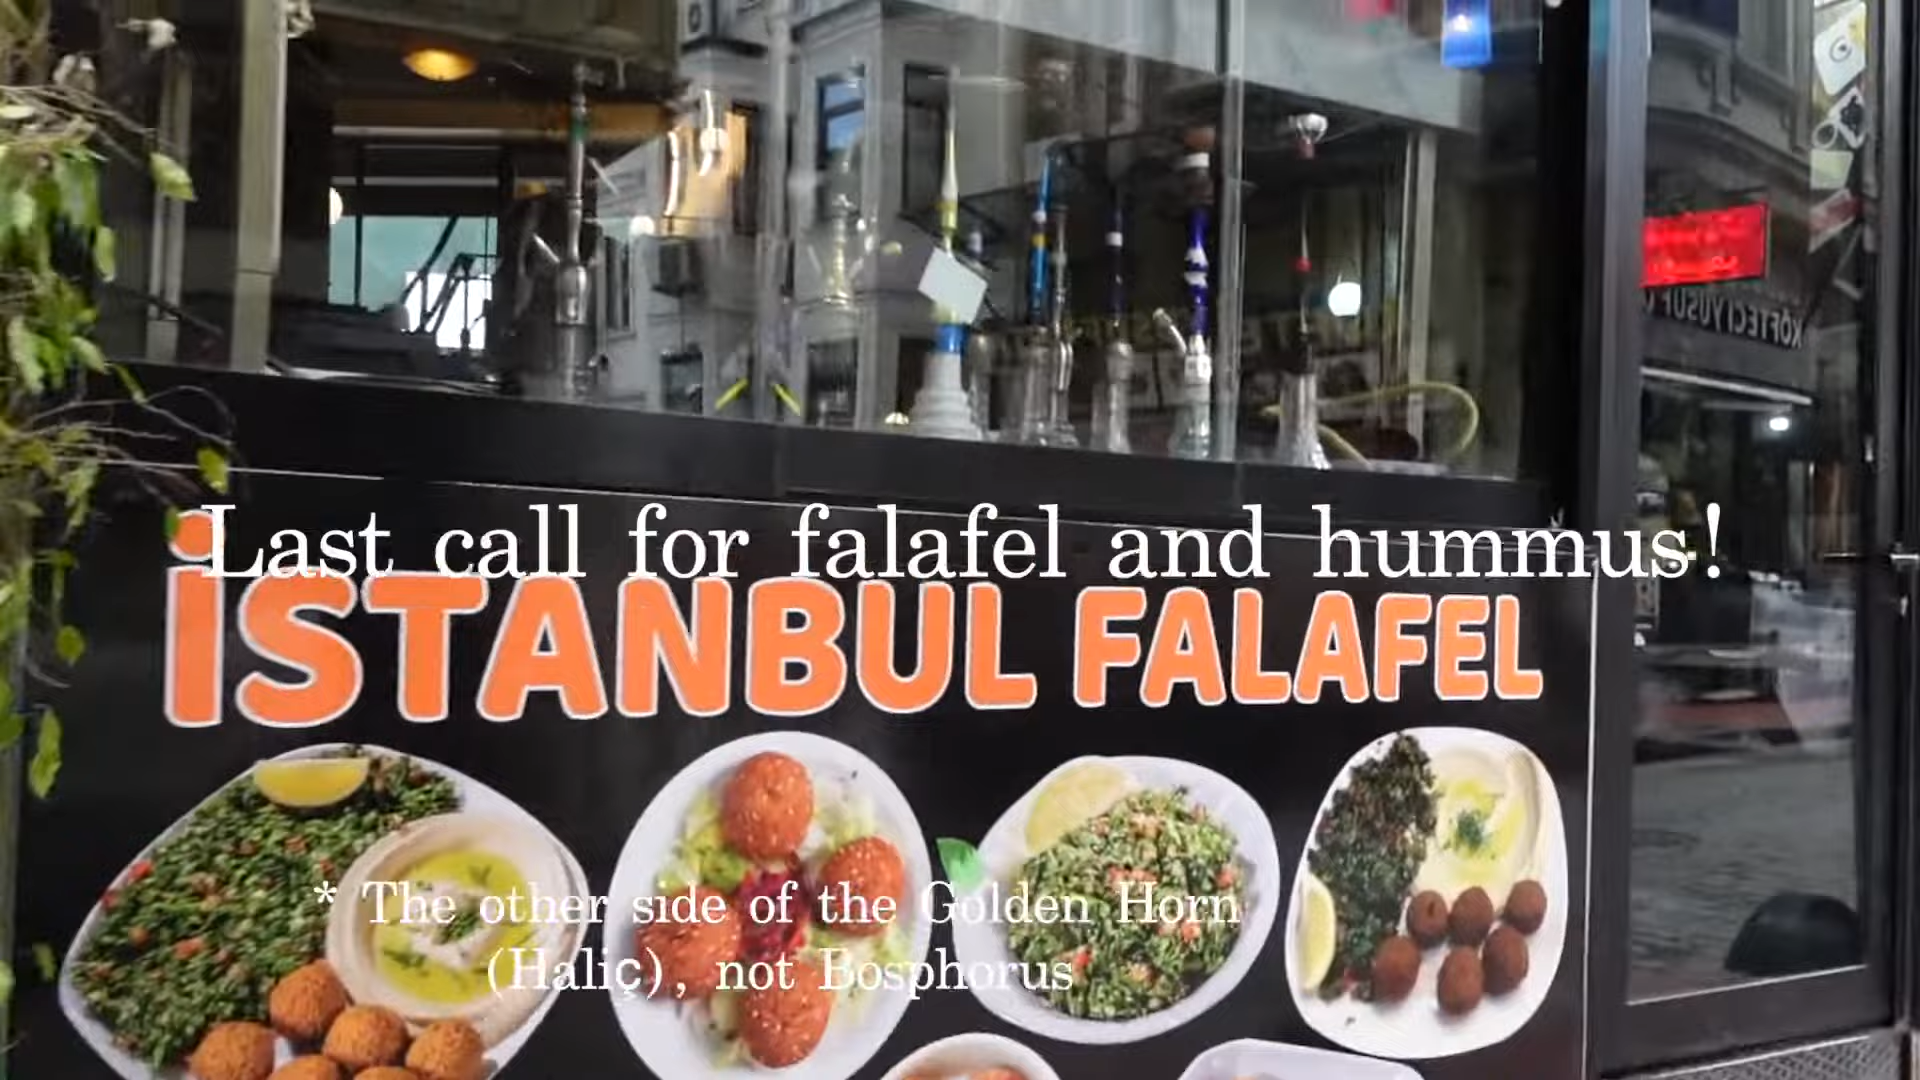 Last call for falafel and hummus!
İSTANBUL FALAFEL
* The other side of the Golden Horn
(Haliç), not Bosphorus
KÖFTECİ YUSUF